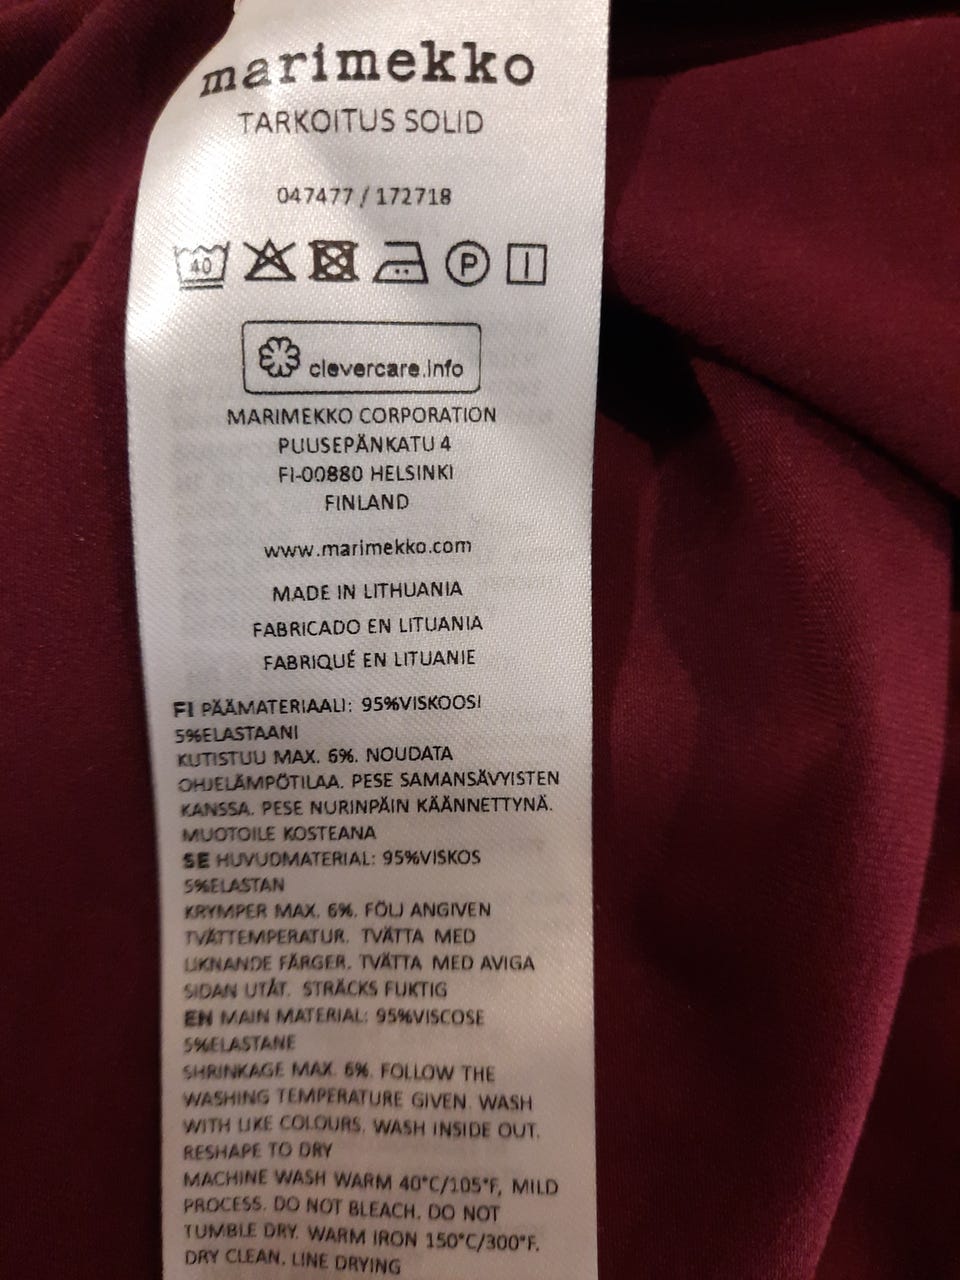 marimekko
TARKOITUS SOLID
047477 / 172718
40 P
clevercare.info
MARIMEKKO CORPORATION
PUUSEPÄNKATU 4
FI-00880 HELSINKI
FINLAND
www.marimekko.com
MADE IN LITHUANIA
FABRICADO EN LITUANIA
FABRIQUÉ EN LITUANIE
FI PÄÄMATERIAALI: 95%VISKOOSI
5%ELASTAANI
KUTISTUU MAX. 6%. NOUDATA
OHJELÄMPÖTILAA. PESE SAMANSÄVYISTEN
KANSSA. PESE NURINPÄIN KÄÄNNETTYNÄ.
MUOTOILE KOSTEANA
SE HUVUDMATERIAL: 95%VISKOS
5%ELASTAN
KRYMPER MAX. 6%. FÖLJ ANGIVEN
TVÄTTEMPERATUR. TVÄTTA MED
LIKNANDE FÄRGER. TVÄTTA MED AVIGA
SIDAN UTÅT. STRÄCKS FUKTIG
EN MAIN MATERIAL: 95%VISCOSE
5%ELASTANE
SHRINKAGE MAX. 6%. FOLLOW THE
WASHING TEMPERATURE GIVEN. WASH
WITH LIKE COLOURS. WASH INSIDE OUT.
RESHAPE TO DRY
MACHINE WASH WARM 40°C/105°F, MILD
PROCESS. DO NOT BLEACH. DO NOT
TUMBLE DRY. WARM IRON 150°C/300°F.
DRY CLEAN. LINE DRYING